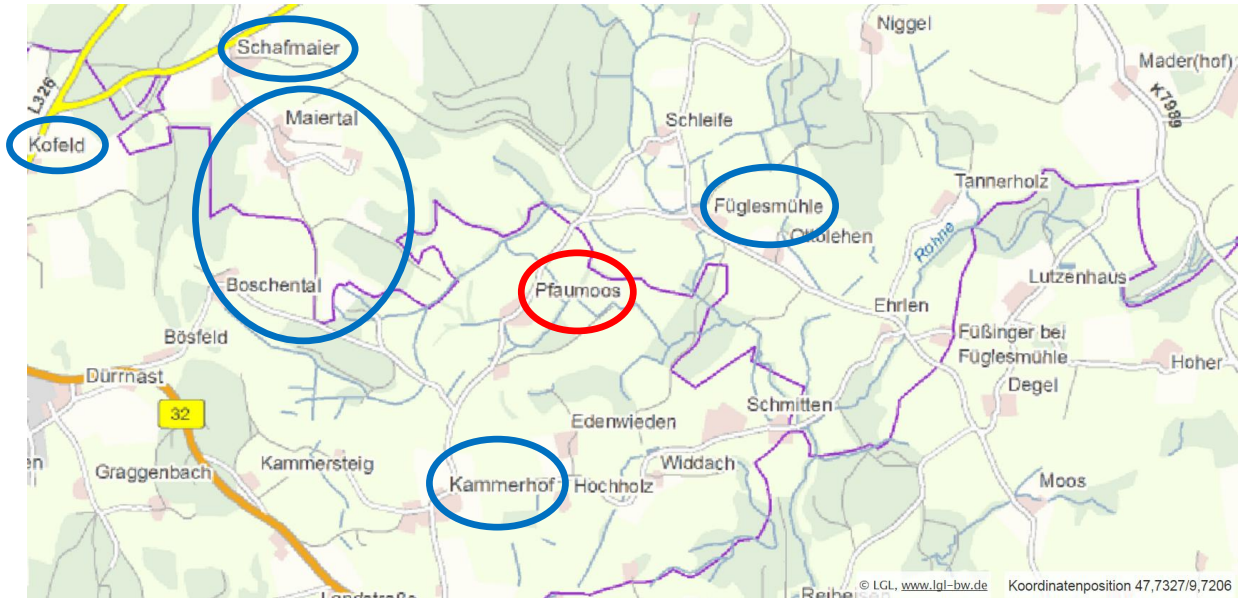 Niggel
Schafmaier
Mader(hof)
L326
K7989
Maiertal
Schleife
Kofeld
Tannerholz
Füglesmühle
Ottolehen
Rohne
Boschental
Pfaumoos
Lutzenhaus
Ehrlen
Bösfeld
Füßinger bei
Füglesmühle
Hoher
Dürrnast
Degel
32
Schmitten
Edenwieden
en
Graggenbach
Kammersteig
Widdach
Kammerhof
Hochholz
Moos
© LGL, www.lgl-bw.de
Koordinatenposition 47,7327/9,7206